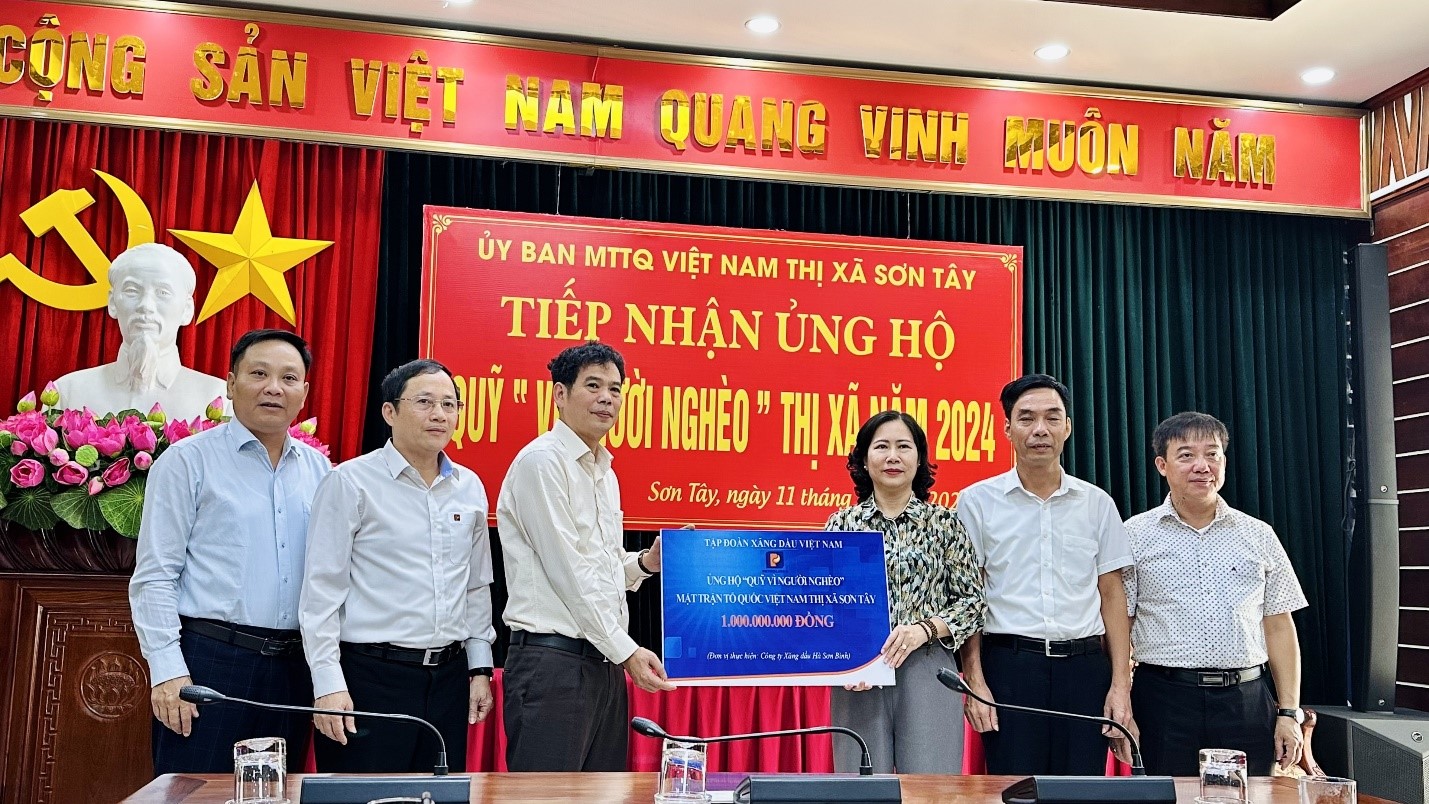 CỘNG SẢN VIỆT NAM QUANG VINH MUÔN NĂM
ỦY BAN MTTQ VIỆT NAM THỊ XÃ SƠN TÂY
TIẾP NHẬN ỦNG HỘ
QUỸ " NGHÈO " THỊ XÃ NĂM 2024
Sơn Tây, ngày 11 tháng
TẬP ĐOÀN XĂNG DẦU VIỆT NAM
P
ỦNG HỘ "QUỸ VÌ NGƯỜI NGHÈO"
MẶT TRẬN TỔ QUỐC VIỆT NAM THỊ XÃ SƠN TÂY
1.000.000.000 ĐỒNG
(Đơn vị thực hiện: Công ty Xăng dầu Hà Sơn Bình)